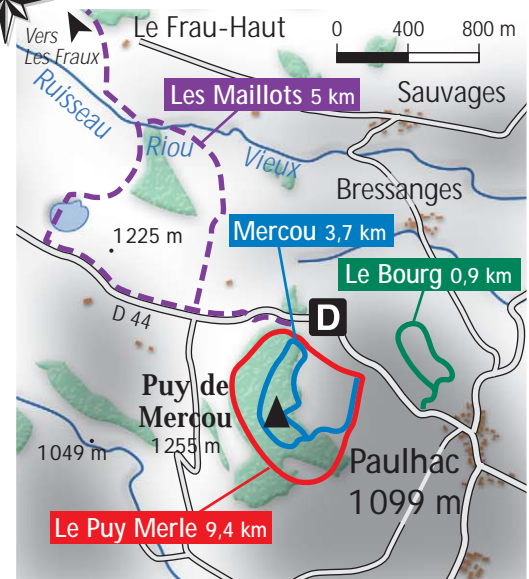 Vers
Les Fraux
Le Frau-Haut
0 400 800 m
Les Maillots 5 km
Sauvages
Ruisseau
Riou
Vieux
Bressanges
1225 m
Mercou 3,7 km
Le Bourg 0,9 km
D 44
D
Puy de
Mercou
1255 m
1049 m
Paulhac
1099 m
Le Puy Merle 9,4 km